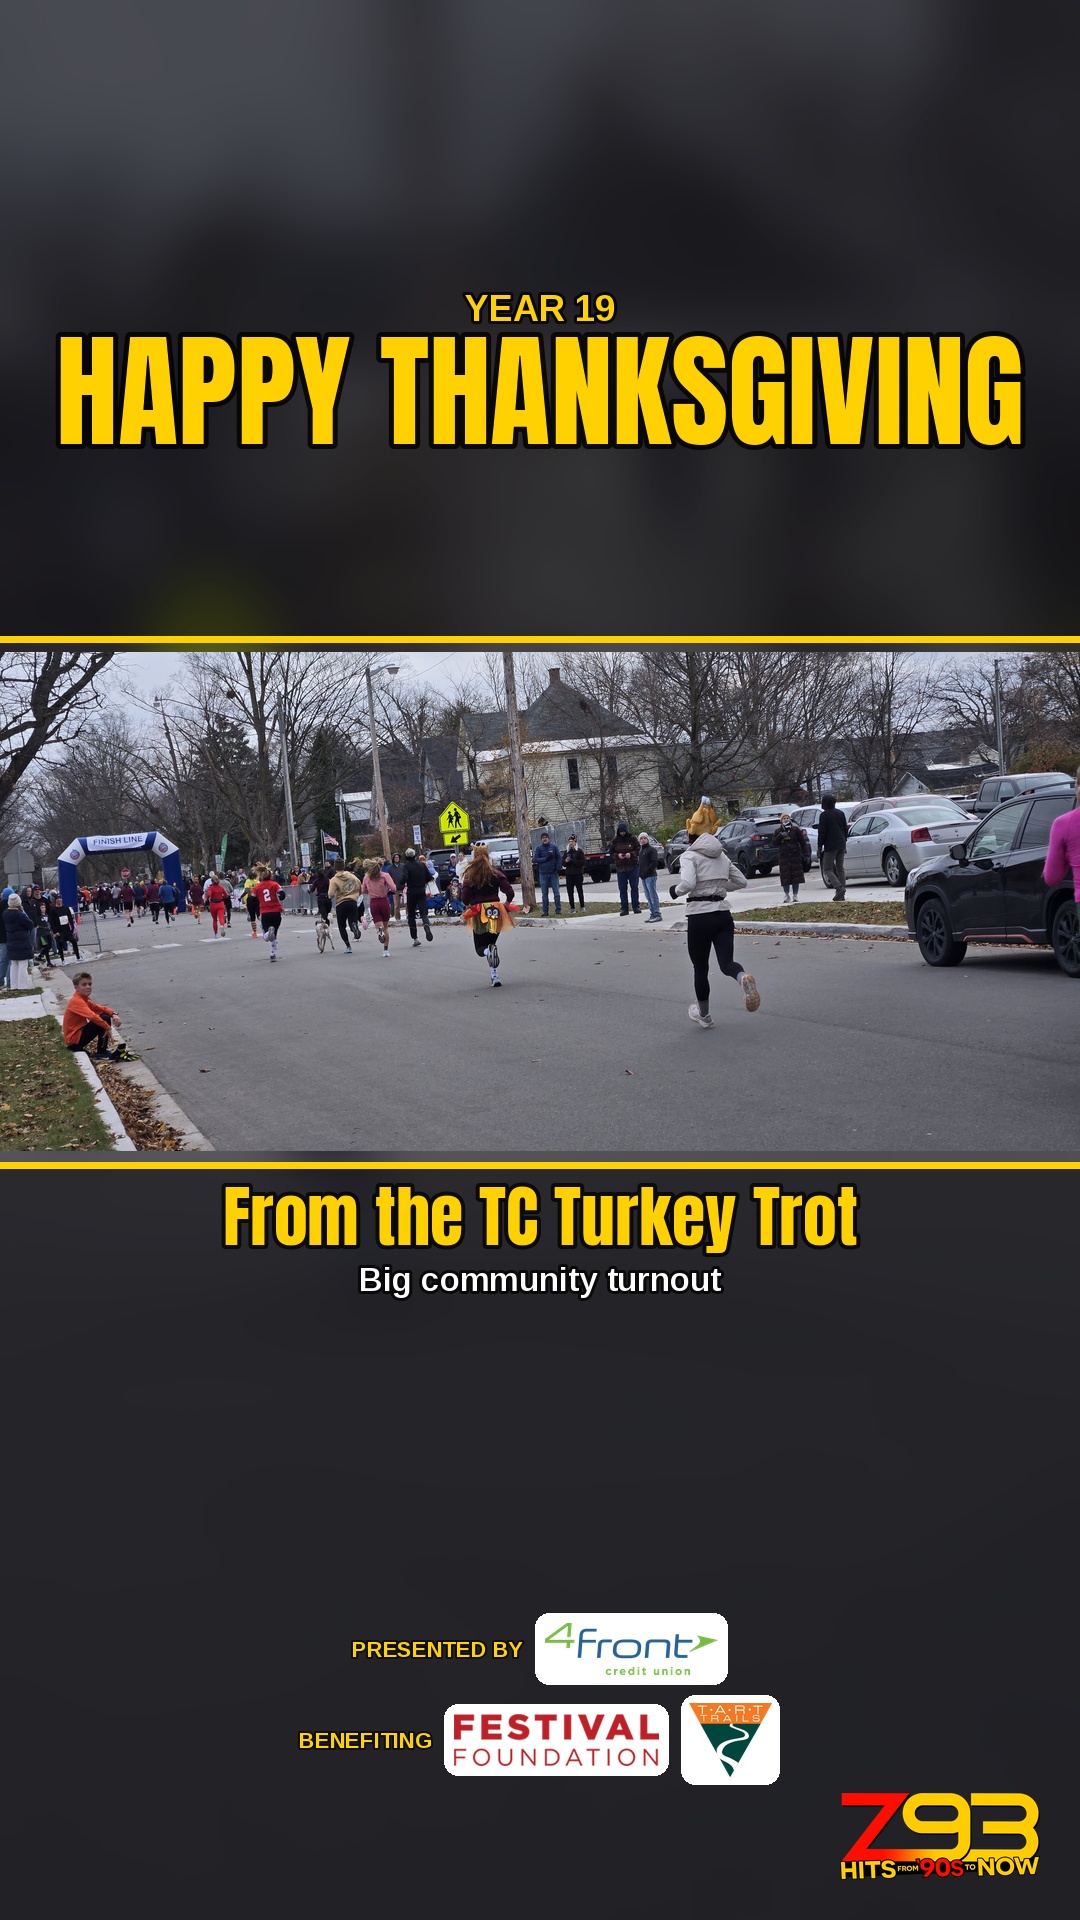 YEAR 19
HAPPY THANKSGIVING
FINISH LINE
2
From the TC Turkey Trot
Big community turnout
PRESENTED BY
4Front
credit union
BENEFITING
FESTIVAL
FOUNDATION
T·A·R·T
TRAILS
Z93
HITS FROM '90S TO NOW